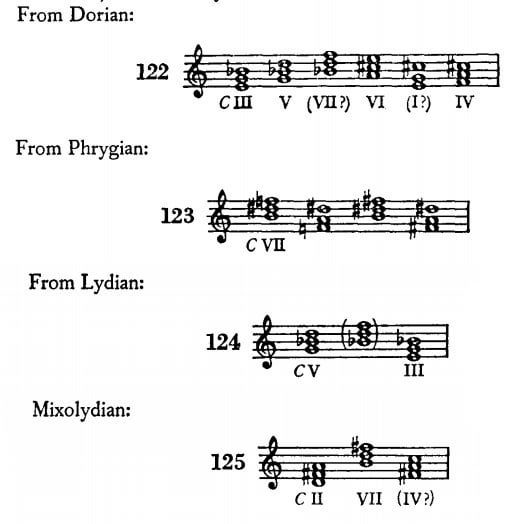 From Dorian:
122
C III V (VII?) VI (I?) IV
From Phrygian:
123
C VII
From Lydian:
124
C V III
Mixolydian:
125
C II VII (IV?)